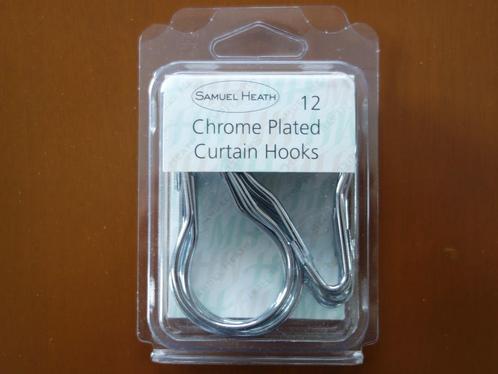 SAMUEL HEATH 12
Chrome Plated
Curtain Hooks